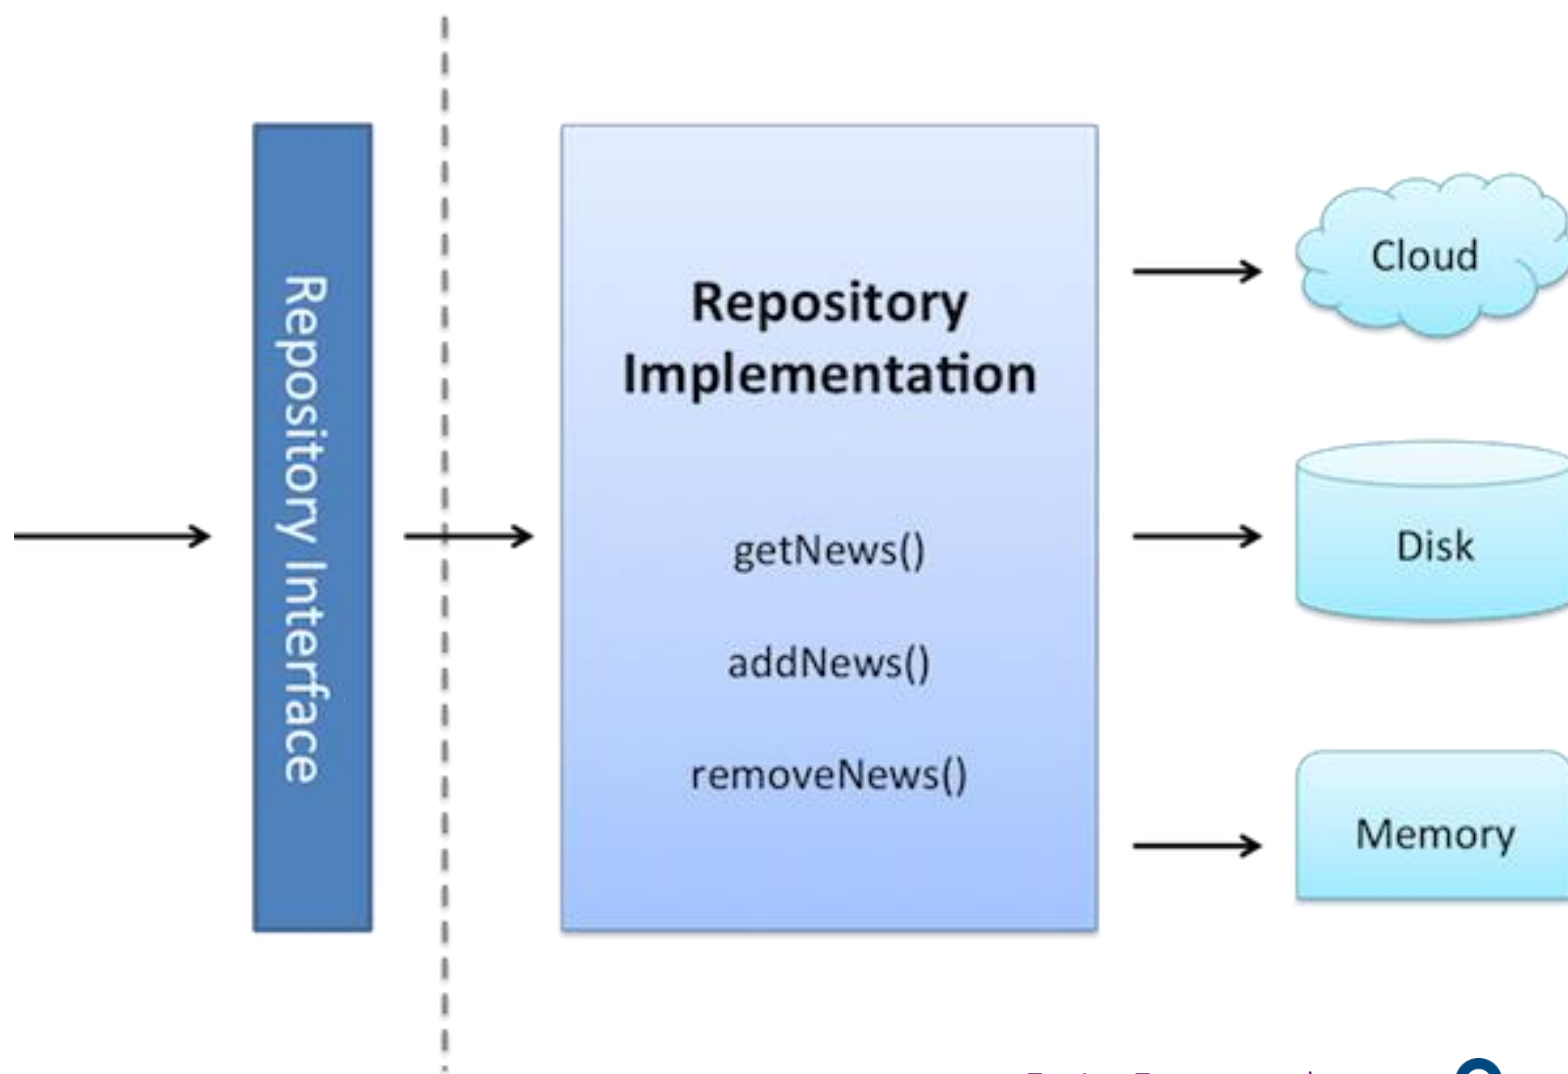 Repository Interface
Repository
Implementation
getNews()
addNews()
removeNews()
Cloud
Disk
Memory